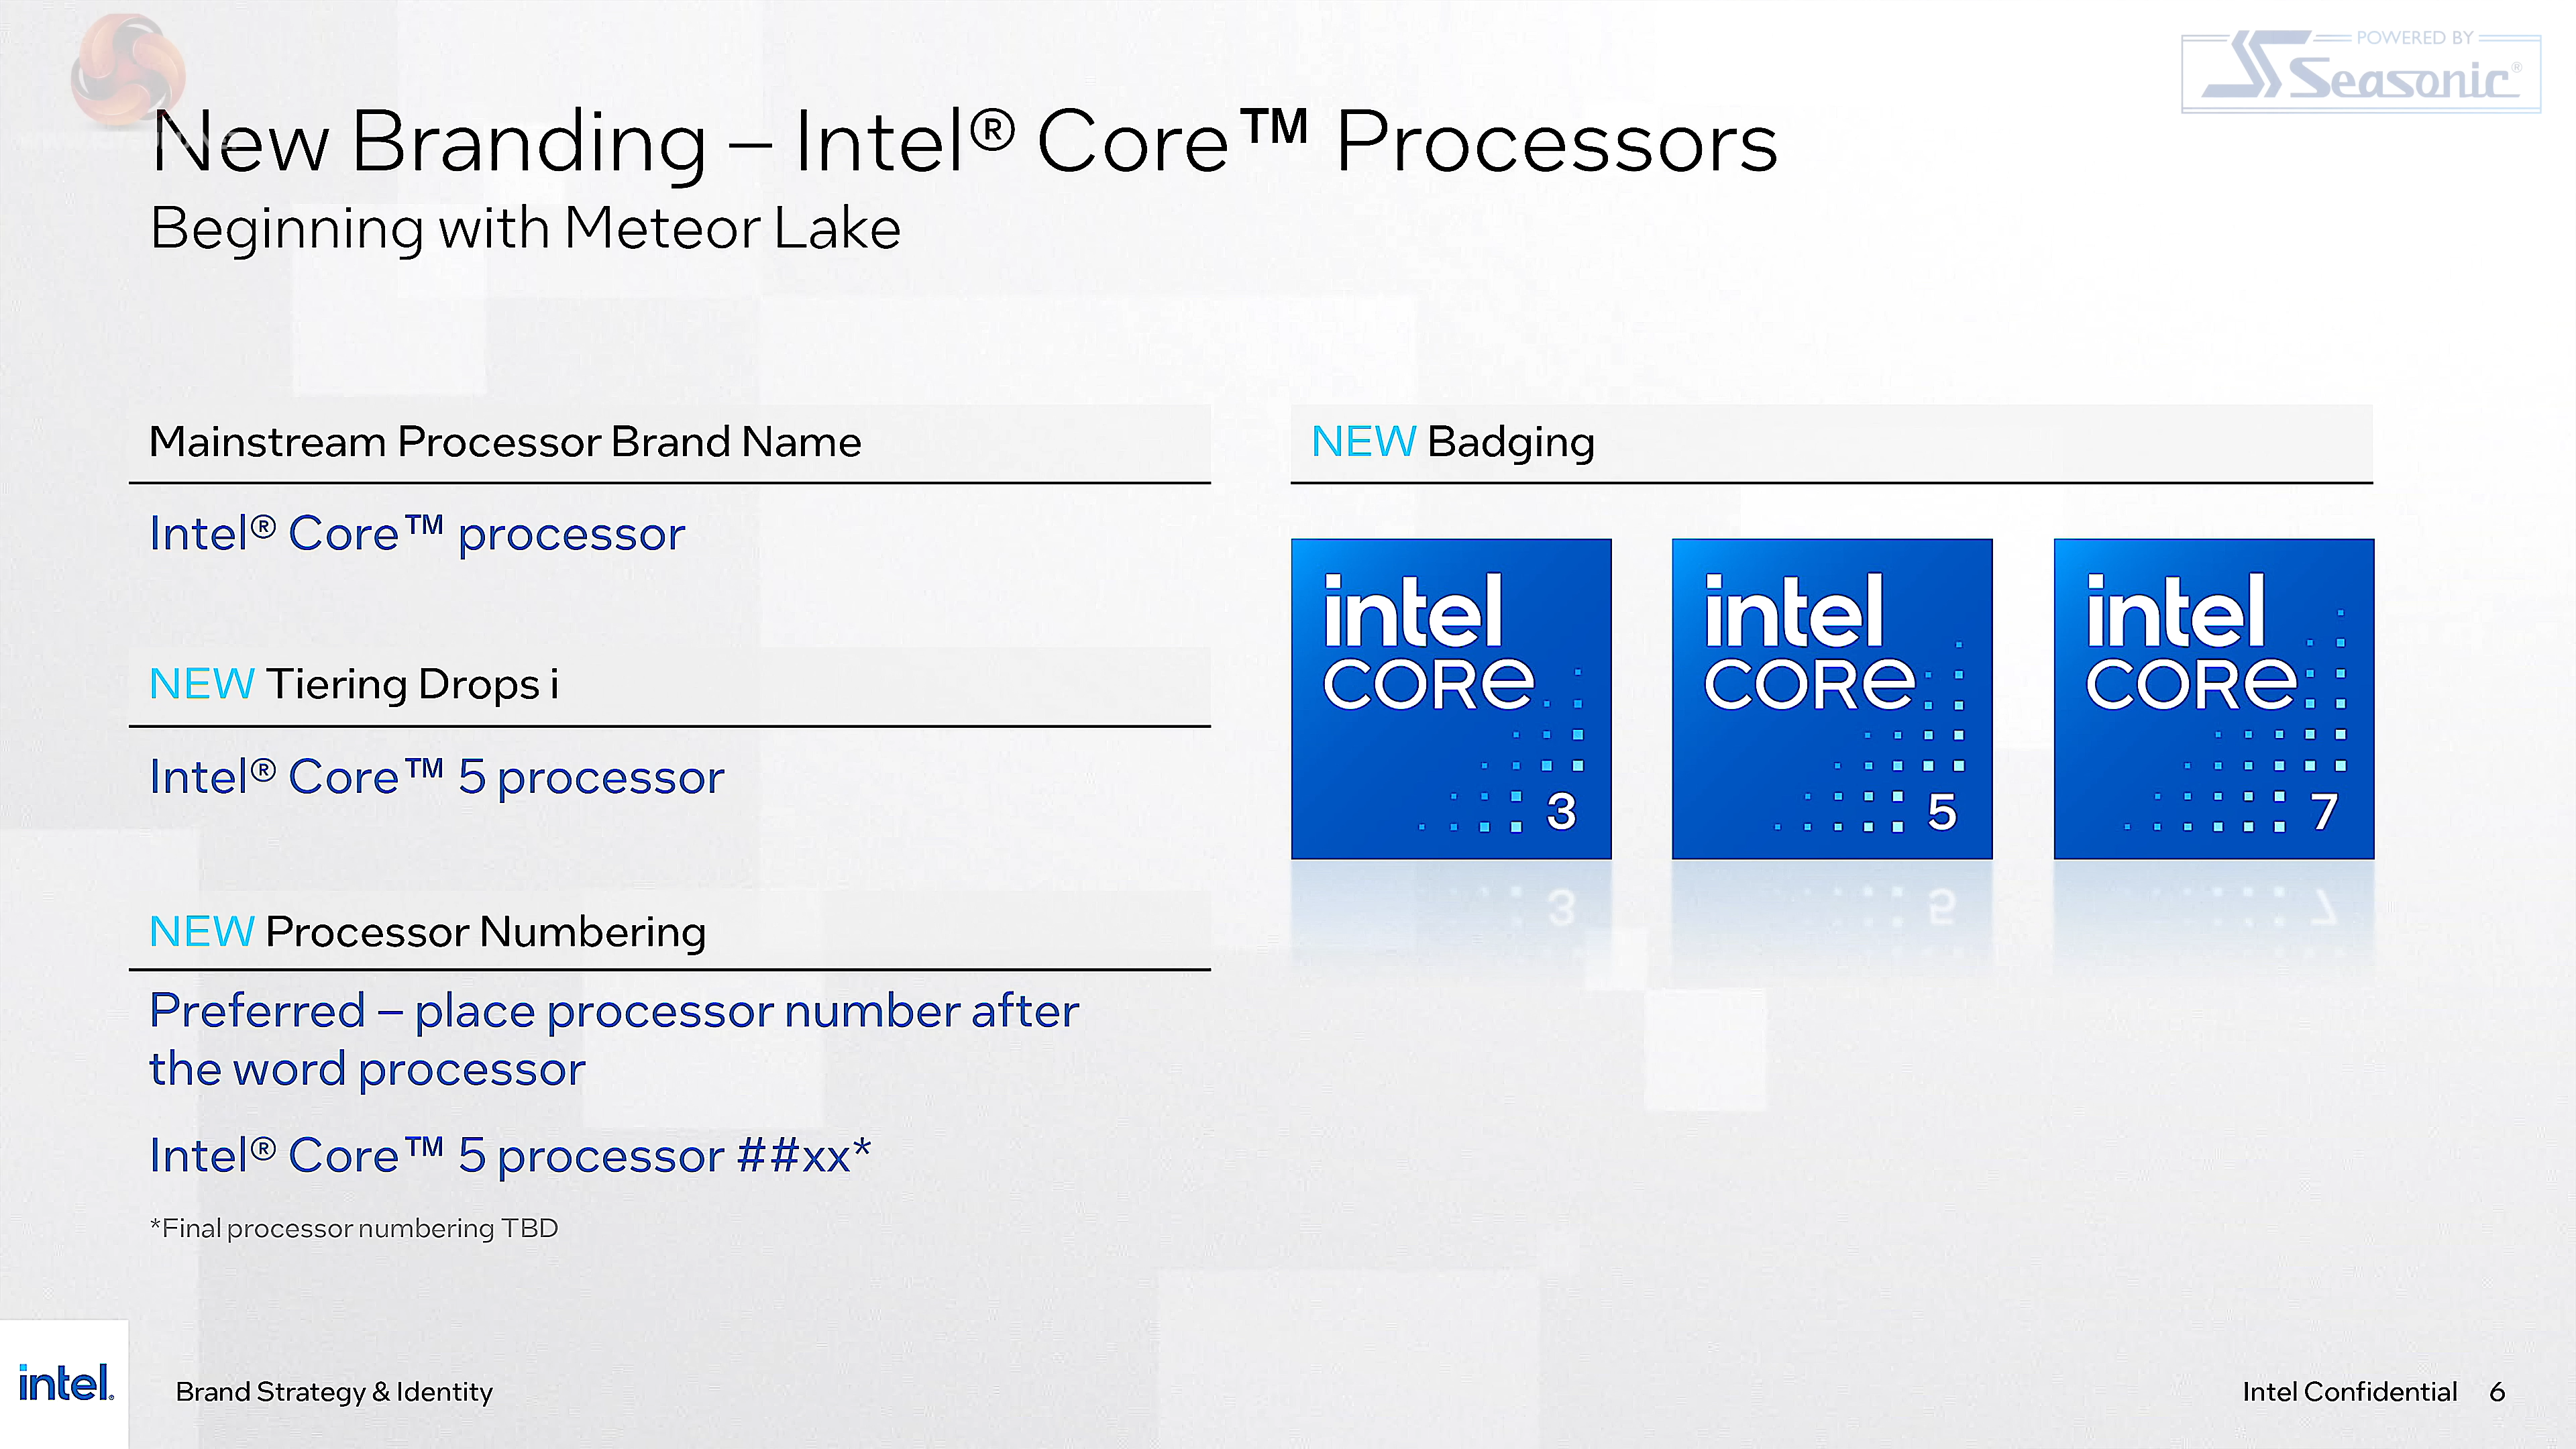 POWERED BY
Seasonic®
New Branding – Intel® Core™ Processors
Beginning with Meteor Lake
Mainstream Processor Brand Name
Intel® Core™ processor
NEW Tiering Drops i
Intel® Core™ 5 processor
NEW Processor Numbering
Preferred – place processor number after
the word processor
Intel® Core™ 5 processor ##xx*
*Final processor numbering TBD
NEW Badging
intel
CORe
3
intel
CORe
5
intel
CORe
7
intel.
Brand Strategy & Identity
Intel Confidential 6